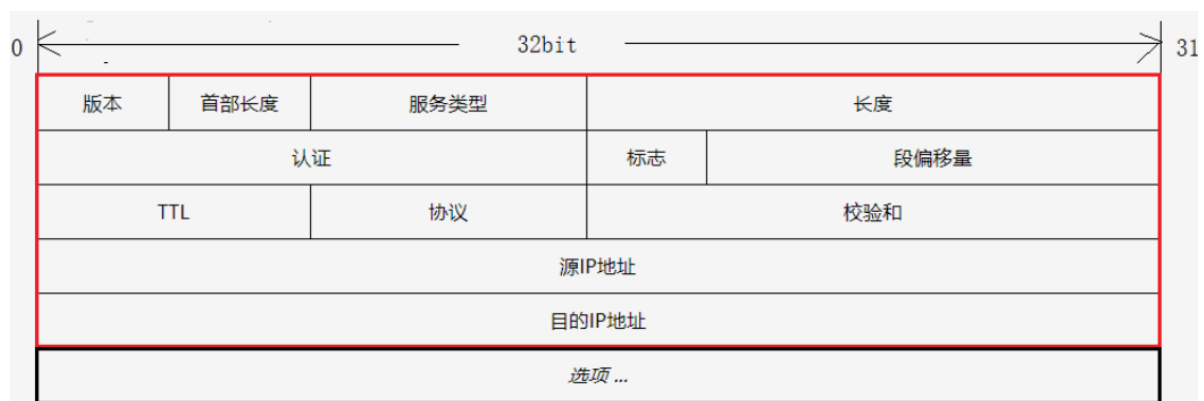 0 32bit 31
版本 首部长度 服务类型 长度
认证 标志 段偏移量
TTL 协议 校验和
源IP地址
目的IP地址
选项 ...